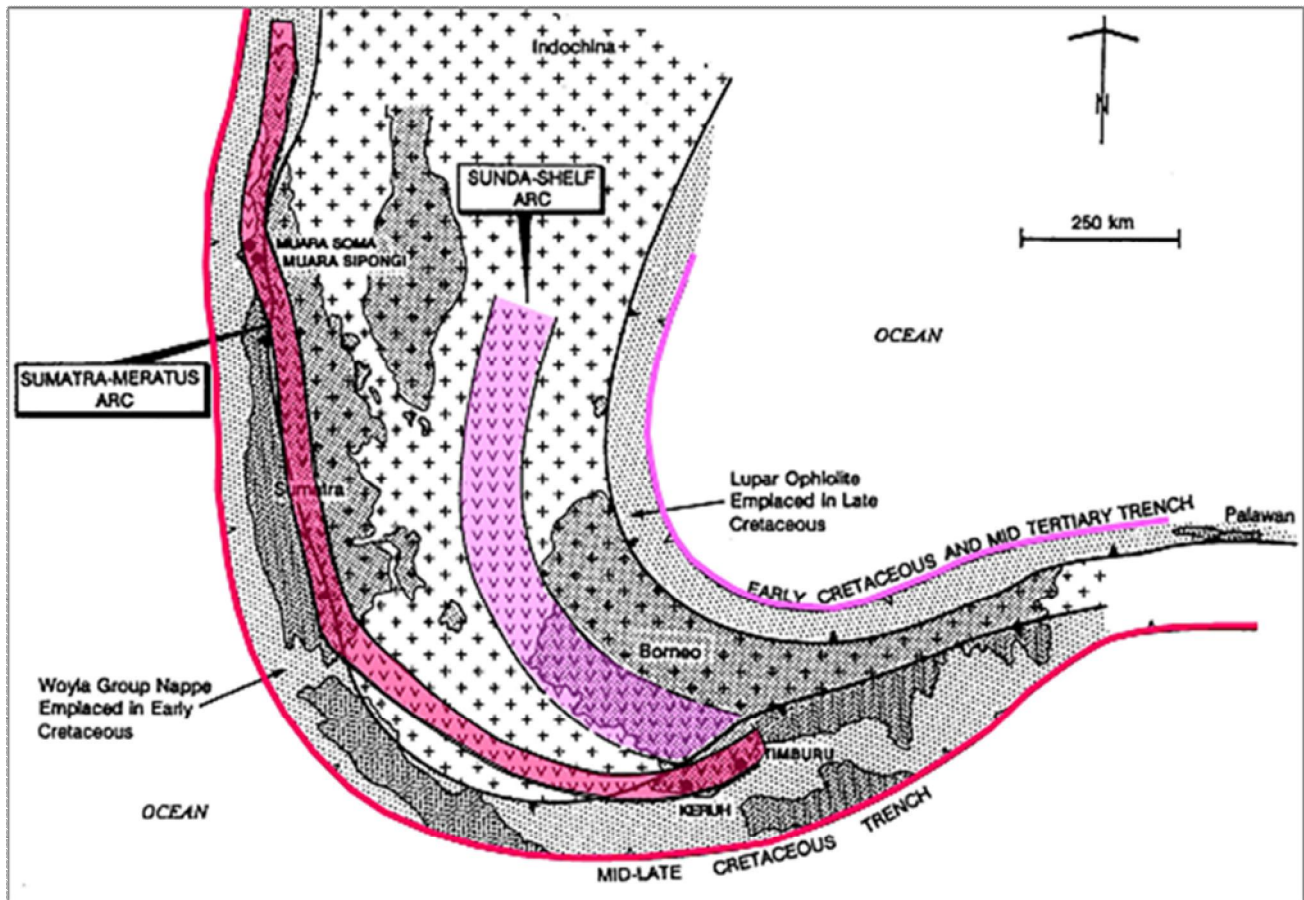 Indochina
N
SUNDA-SHELF
ARC
250 km
MUARA SOMA
MUARA SIPONGI
OCEAN
SUMATRA-MERATUS
ARC
Lupar Ophiolite
Emplaced in Late
Cretaceous
Sumatra
EARLY CRETACEOUS AND MID TERTIARY TRENCH
Palawan
Borneo
Woyla Group Nappe
Emplaced in Early
Cretaceous
TIMBURU
KERUH
OCEAN
MID-LATE CRETACEOUS TRENCH